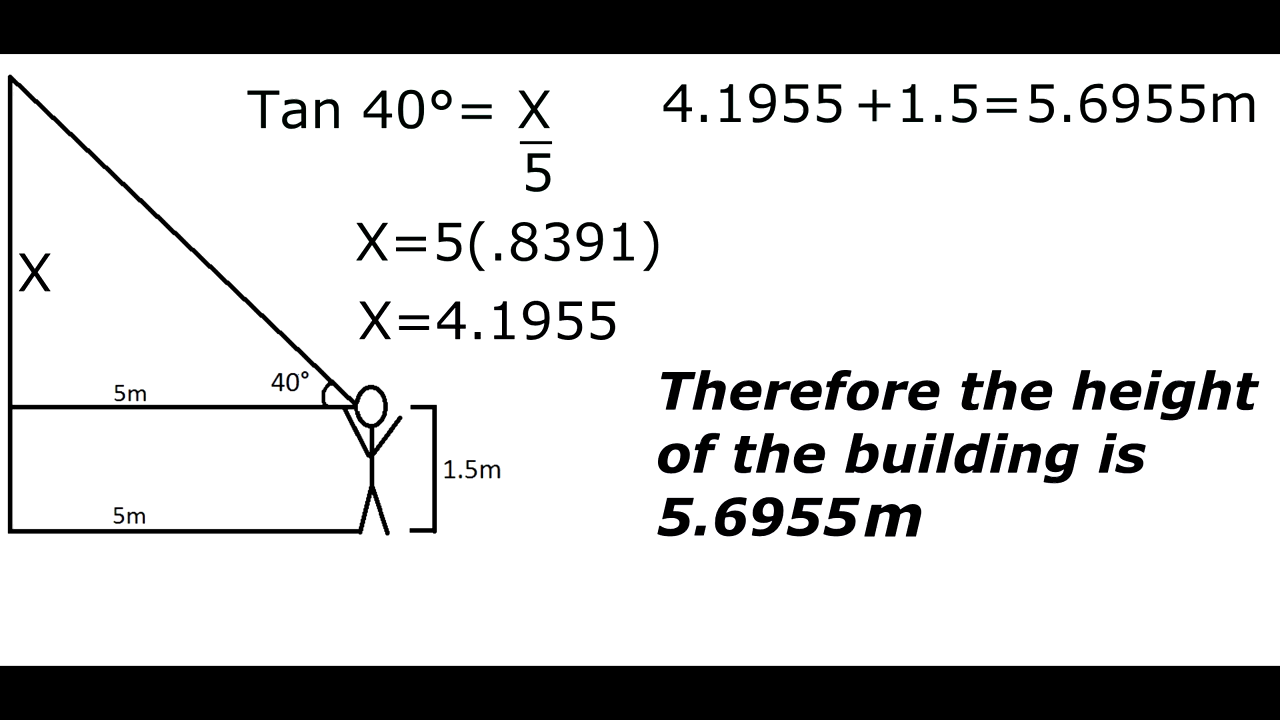 Tan 40°= X
5
X=5(.8391)
X=4.1955
4.1955 +1.5=5.6955m
X
40°
5m
1.5m
5m
Therefore the height
of the building is
5.6955m